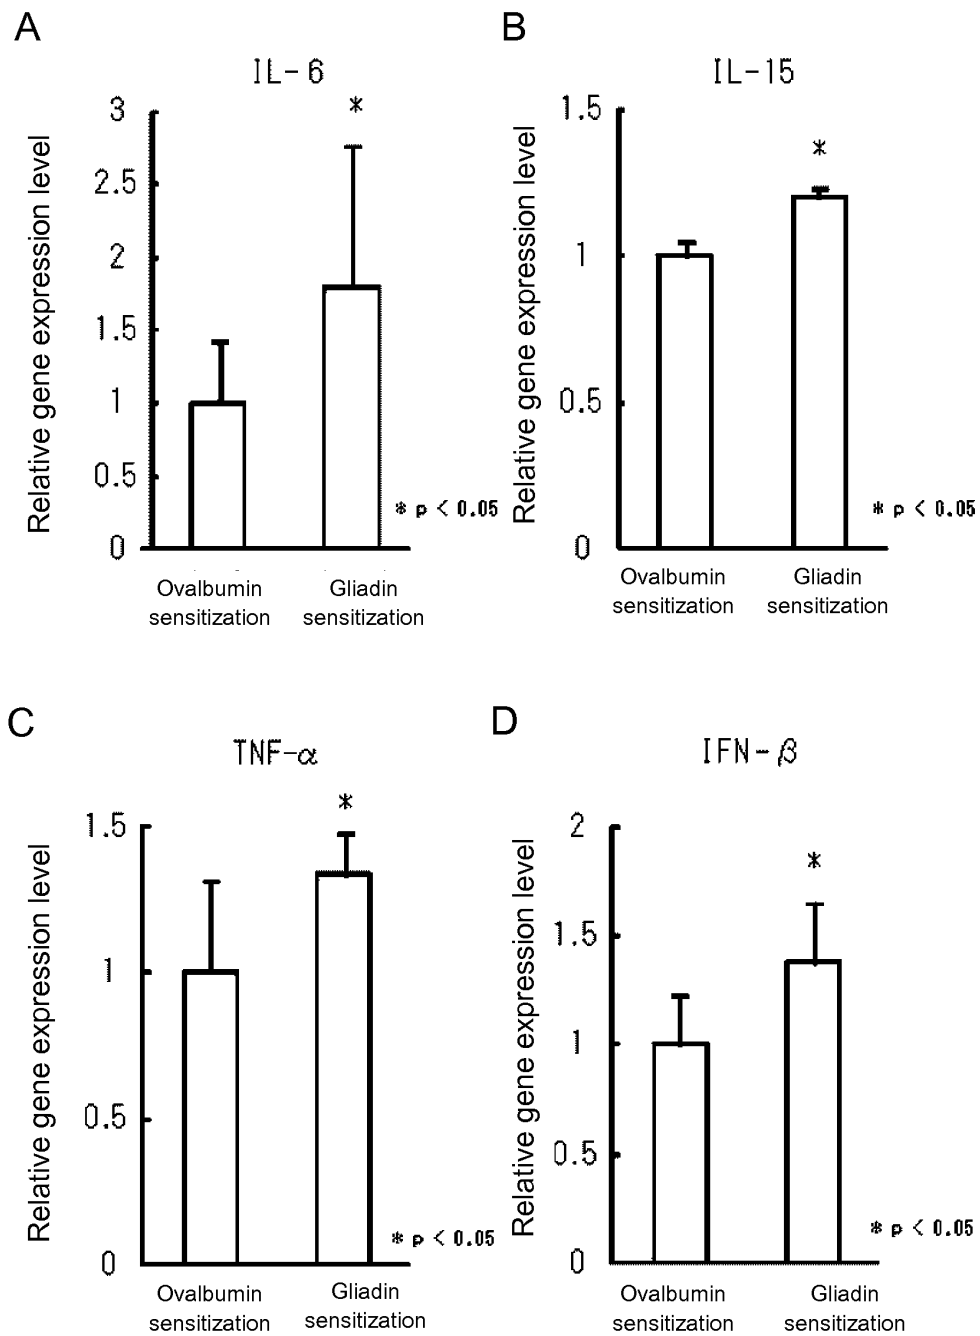 A
IL-6
Relative gene expression level
3
2.5
2
1.5
1
0.5
0
*
* p < 0.05
Ovalbumin
sensitization
Gliadin
sensitization
B
IL-15
Relative gene expression level
1.5
1
0.5
0
*
* p < 0.05
Ovalbumin
sensitization
Gliadin
sensitization
C
TNF-α
Relative gene expression level
1.5
1
0.5
0
*
* p < 0.05
Ovalbumin
sensitization
Gliadin
sensitization
D
IFN-β
Relative gene expression level
2
1.5
1
0.5
0
*
* p < 0.05
Ovalbumin
sensitization
Gliadin
sensitization